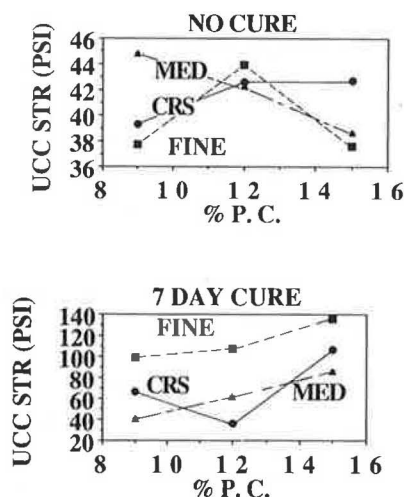 NO CURE
UCC STR (PSI)
46
44
42
40
38
36
MED
CRS
FINE
8 10 12 14 16
% P. C.
7 DAY CURE
UCC STR (PSI)
140
120
100
80
60
40
20
FINE
CRS
MED
8 10 12 14 16
% P. C.